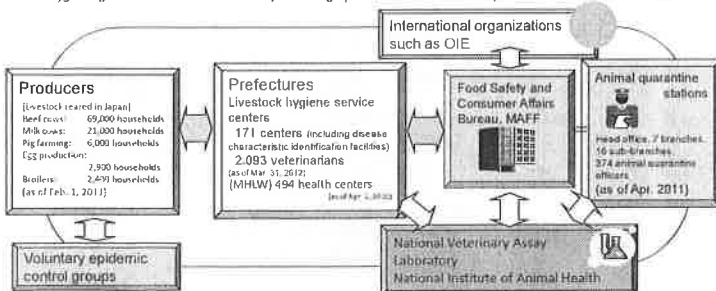 International organizations
such as OIE
Producers
[Livestock reared in Japan]
Beef cows: 69,000 households
Milk cows: 21,000 households
Pig farming: 6,000 households
Egg production:
2,900 households
Broilers: 2,400 households
(as of Feb. 1, 2011)
Voluntary epidemic
control groups
Prefectures
Livestock hygiene service
centers
171 centers (including disease
characteristic identification facilities)
2,093 veterinarians
(as of Mar. 31, 2012)
(MHLW) 494 health centers
Food Safety and
Consumer Affairs
Bureau, MAFF
Animal quarantine
stations
Head office, 7 branches,
16 sub-branches,
374 animal quarantine
officers
(as of Apr. 2011)
National Veterinary Assay
Laboratory
National Institute of Animal Health